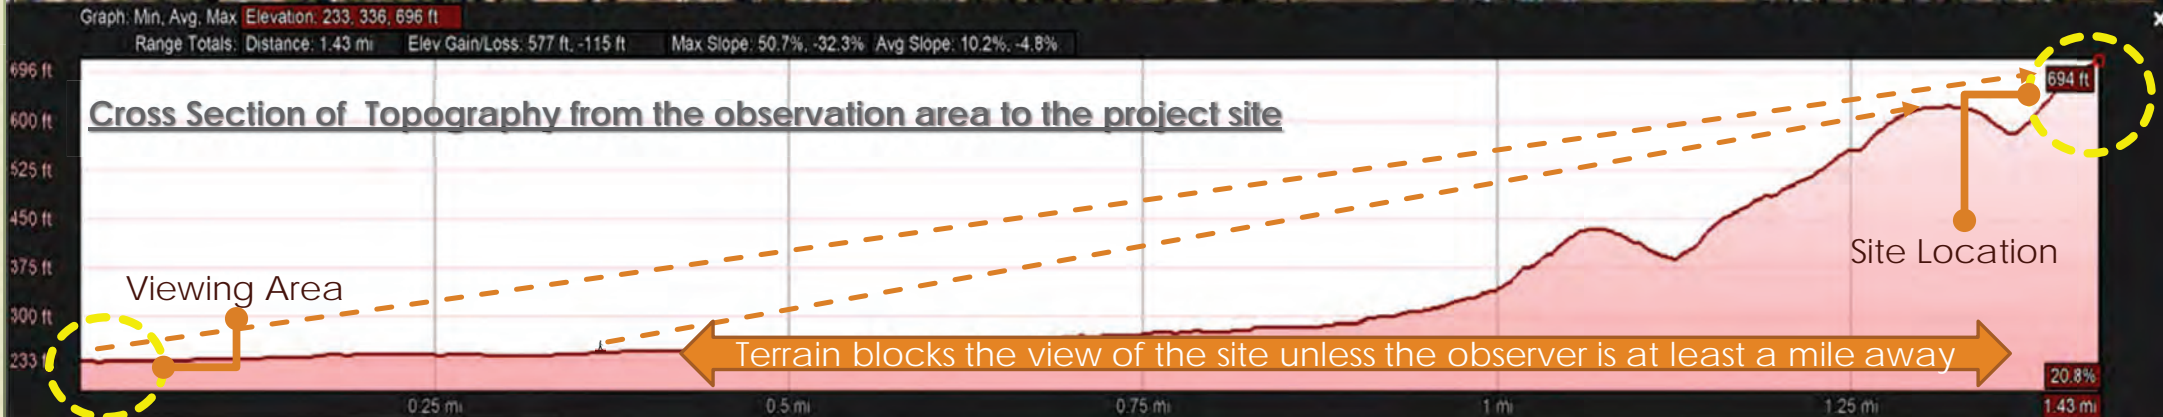 Graph: Min, Avg, Max Elevation: 233, 336, 696 ft
Range Totals: Distance: 1.43 mi Elev Gain/Loss: 577 ft, -115 ft Max Slope: 50.7%, -32.3% Avg Slope: 10.2%, -4.8%
696 ft
694 ft
Cross Section of Topography from the observation area to the project site
600 ft
525 ft
450 ft
Site Location
375 ft
Viewing Area
300 ft
Terrain blocks the view of the site unless the observer is at least a mile away
233 ft
20.8%
0.25 mi 0.5 mi 0.75 mi 1 mi 1.25 mi 1.43 mi